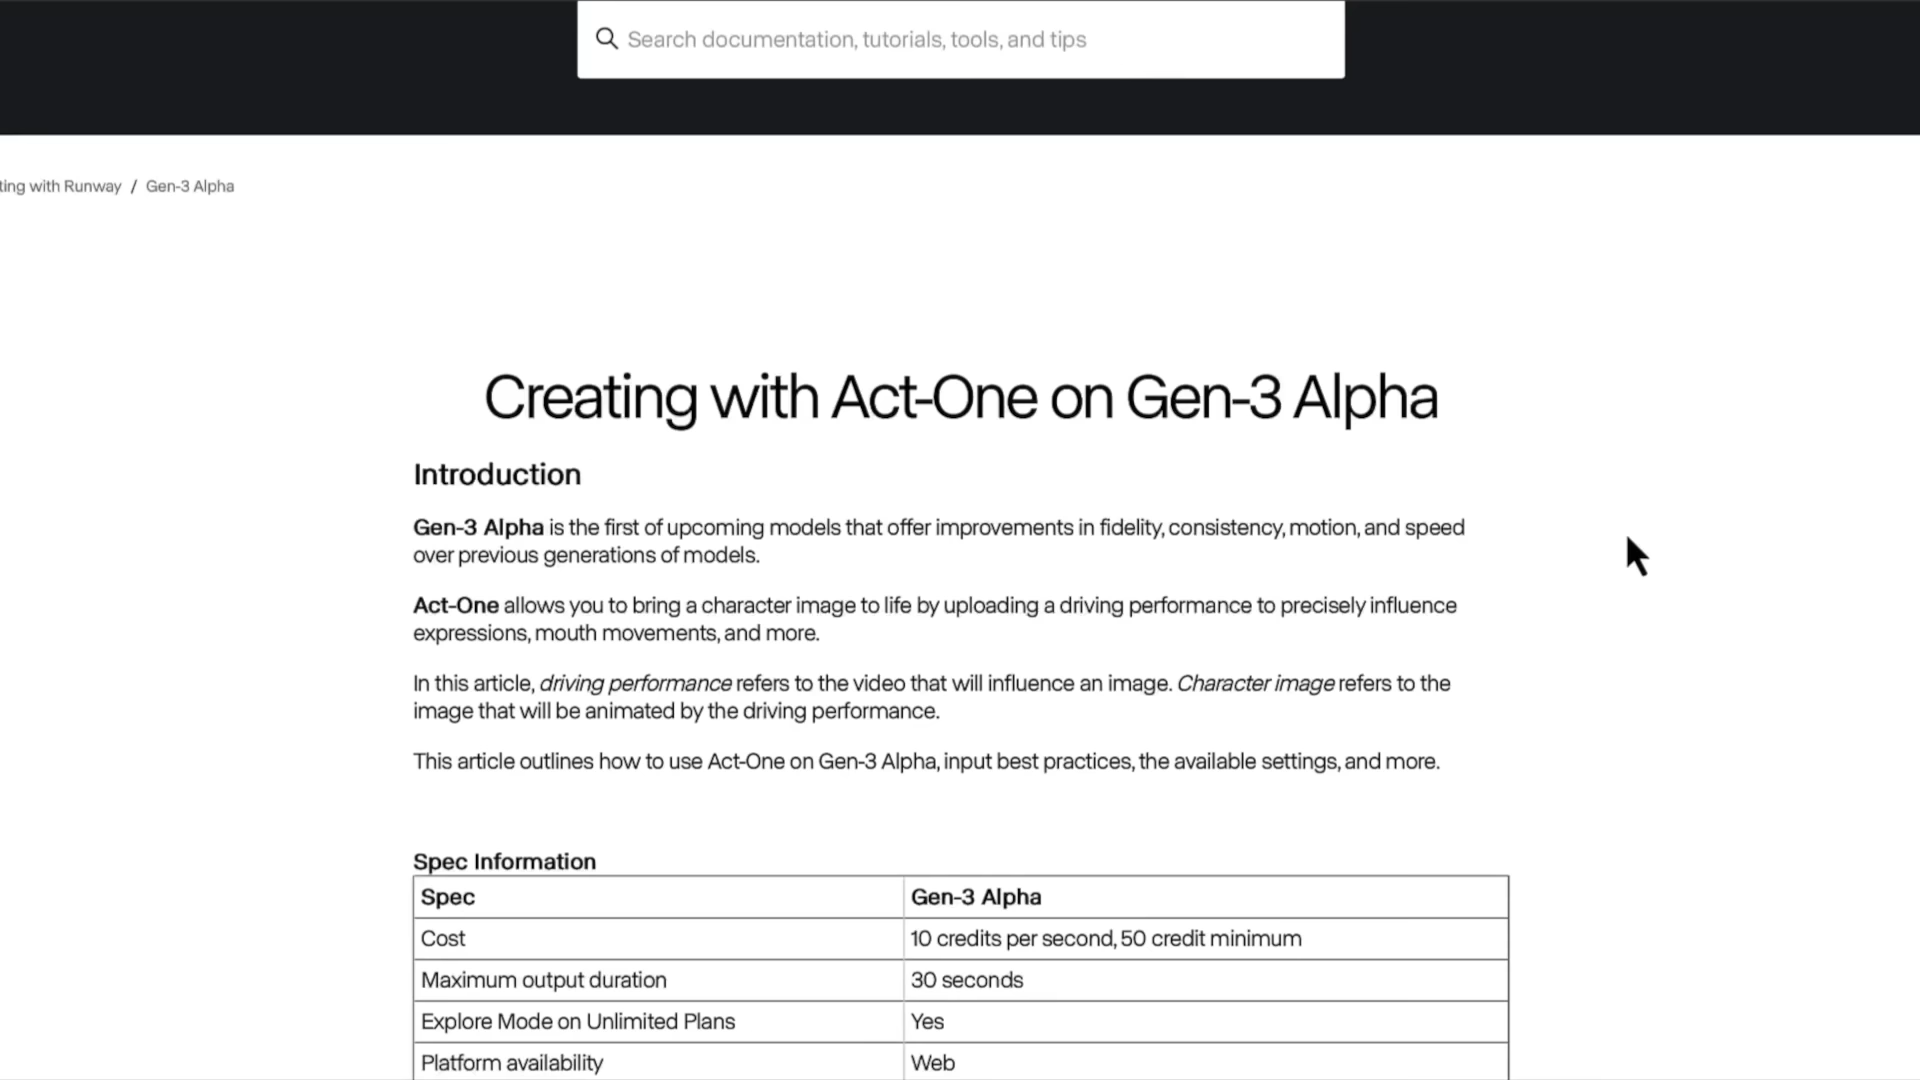 Search documentation, tutorials, tools, and tips
ting with Runway / Gen-3 Alpha
Creating with Act-One on Gen-3 Alpha
Introduction
Gen-3 Alpha is the first of upcoming models that offer improvements in fidelity, consistency, motion, and speed
over previous generations of models.
Act-One allows you to bring a character image to life by uploading a driving performance to precisely influence
expressions, mouth movements, and more.
In this article, driving performance refers to the video that will influence an image. Character image refers to the
image that will be animated by the driving performance.
This article outlines how to use Act-One on Gen-3 Alpha, input best practices, the available settings, and more.
Spec Information
Spec Gen-3 Alpha
Cost 10 credits per second, 50 credit minimum
Maximum output duration 30 seconds
Explore Mode on Unlimited Plans Yes
Platform availability Web